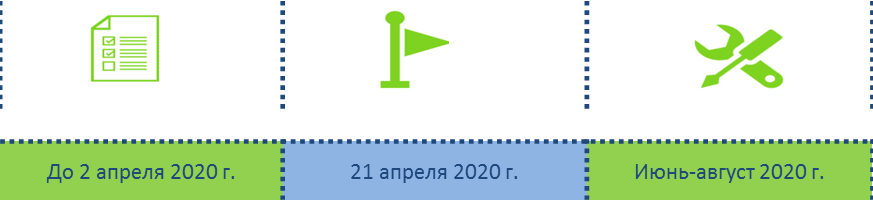 До 2 апреля 2020 г.
21 апреля 2020 г.
Июнь-август 2020 г.